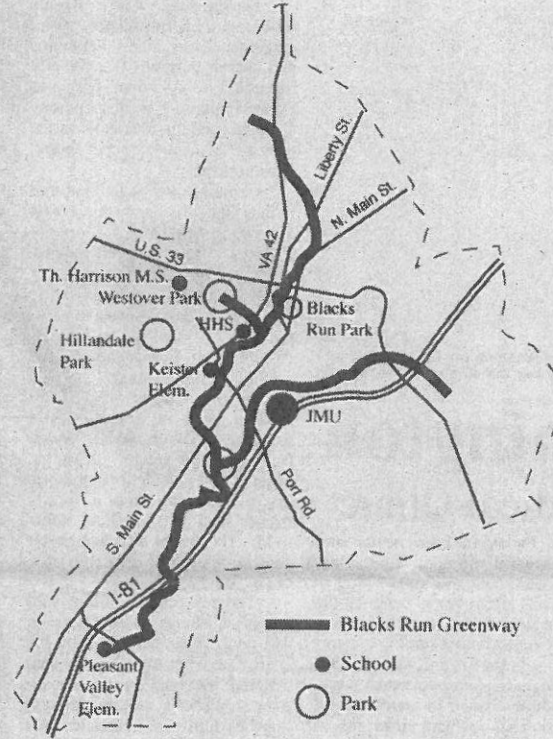 Liberty St.
N. Main St.
VA 42
U.S. 33
Th. Harrison M.S.
Westover Park
Blacks
Run Park
HHS
Hillandale
Park
Keister
Elem.
JMU
Port Rd.
S. Main St.
I-81
Pleasant
Valley
Elem.
Blacks Run Greenway
School
Park